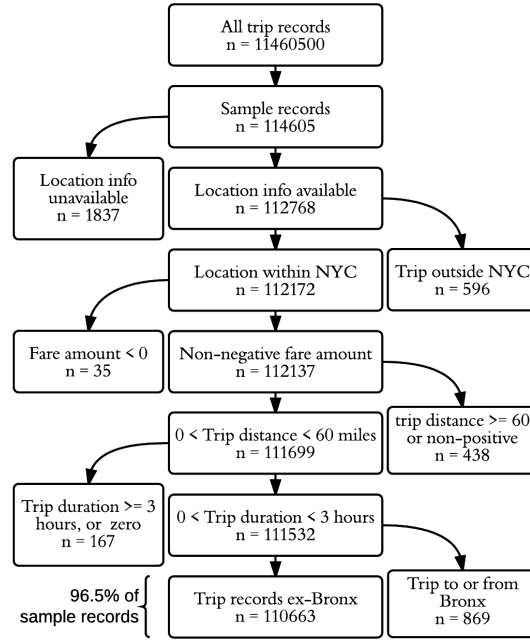 All trip records
n = 11460500
Sample records
n = 114605
Location info
unavailable
n = 1837
Location info available
n = 112768
Location within NYC
n = 112172
Trip outside NYC
n = 596
Fare amount < 0
n = 35
Non-negative fare amount
n = 112137
0 < Trip distance < 60 miles
n = 111699
trip distance >= 60
or non-positive
n = 438
Trip duration >= 3
hours, or zero
n = 167
0 < Trip duration < 3 hours
n = 111532
96.5% of
sample records
Trip records ex-Bronx
n = 110663
Trip to or from
Bronx
n = 869